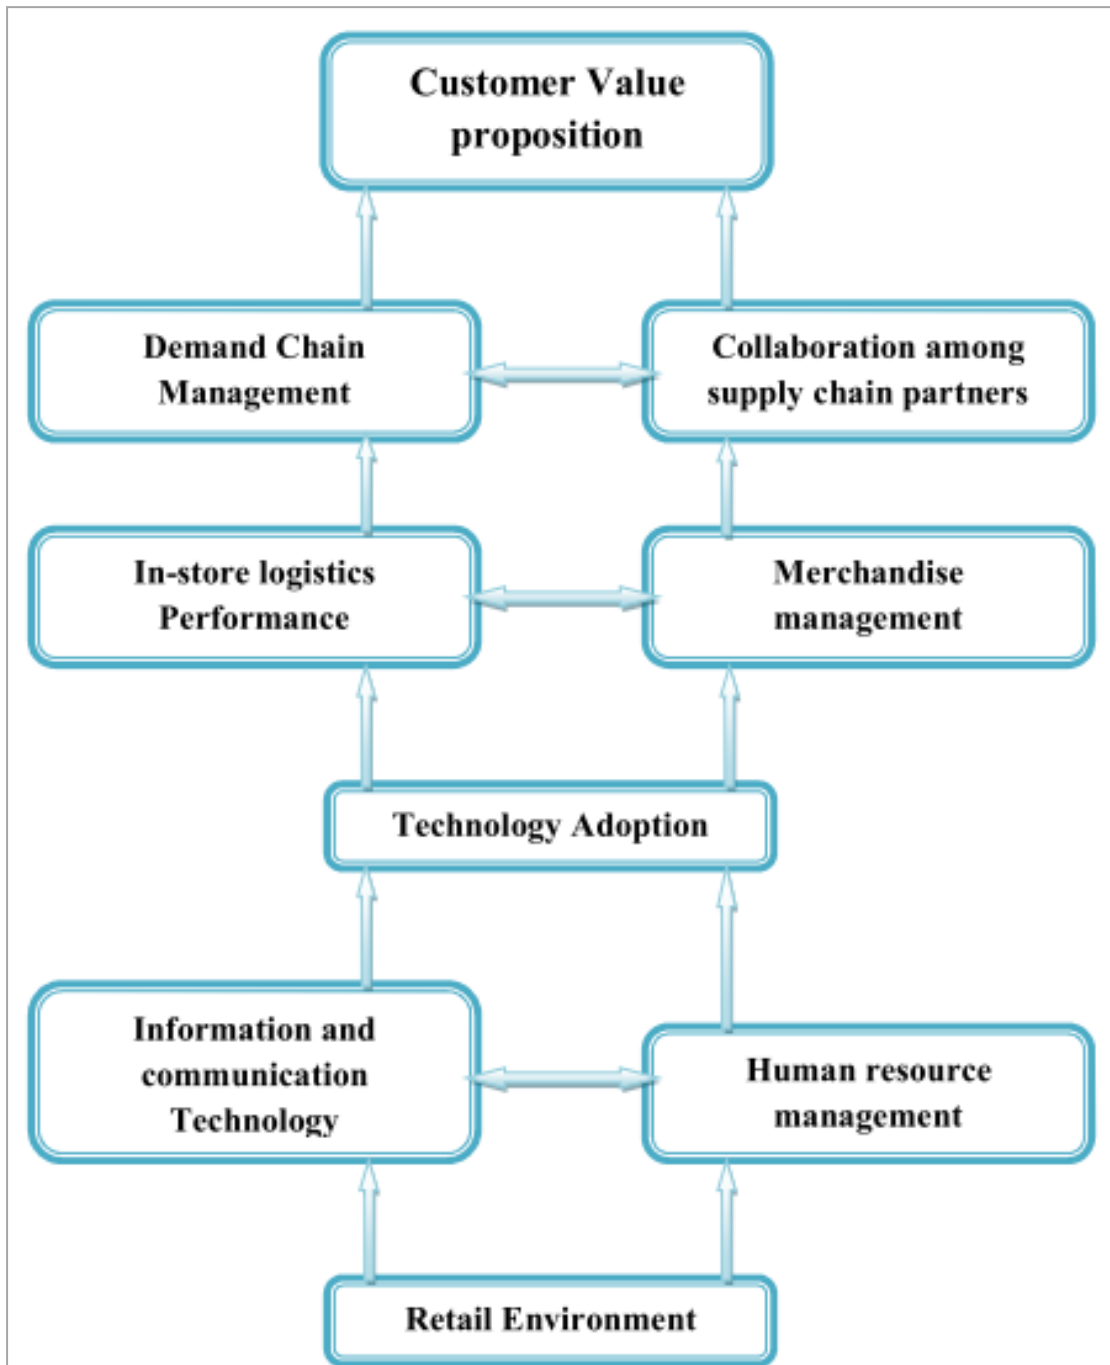 Customer Value
proposition
Demand Chain
Management
Collaboration among
supply chain partners
In-store logistics
Performance
Merchandise
management
Technology Adoption
Information and
communication
Technology
Human resource
management
Retail Environment